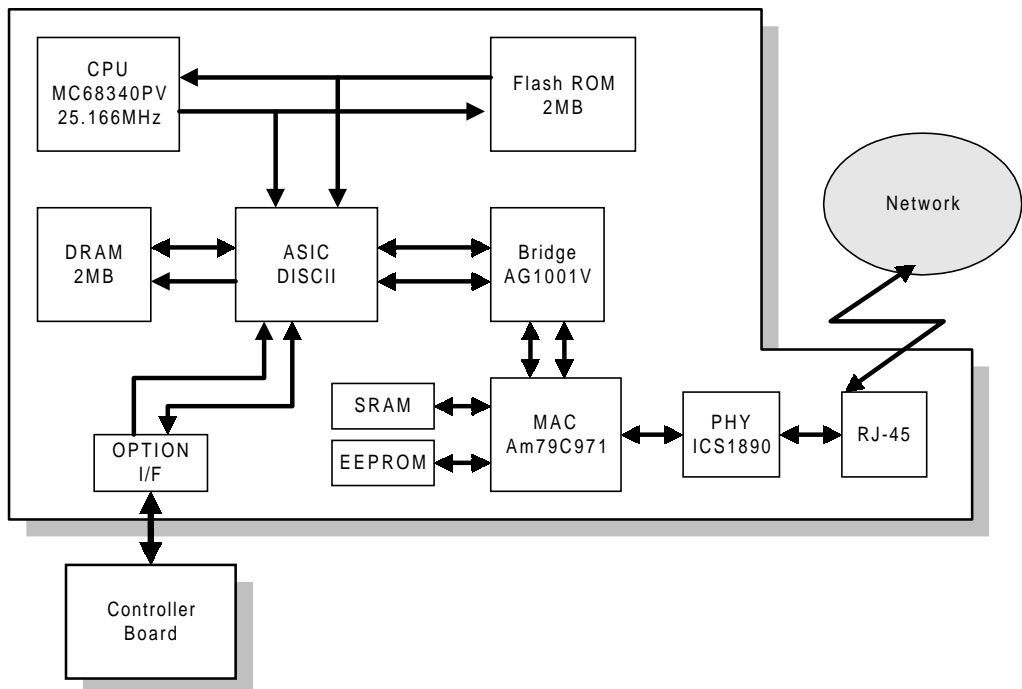 CPU
MC68340PV
25.166MHz
Flash ROM
2MB
Network
DRAM
2MB
ASIC
DISCII
Bridge
AG1001V
SRAM
EEPROM
MAC
Am79C971
PHY
ICS1890
RJ-45
OPTION
I/F
Controller
Board